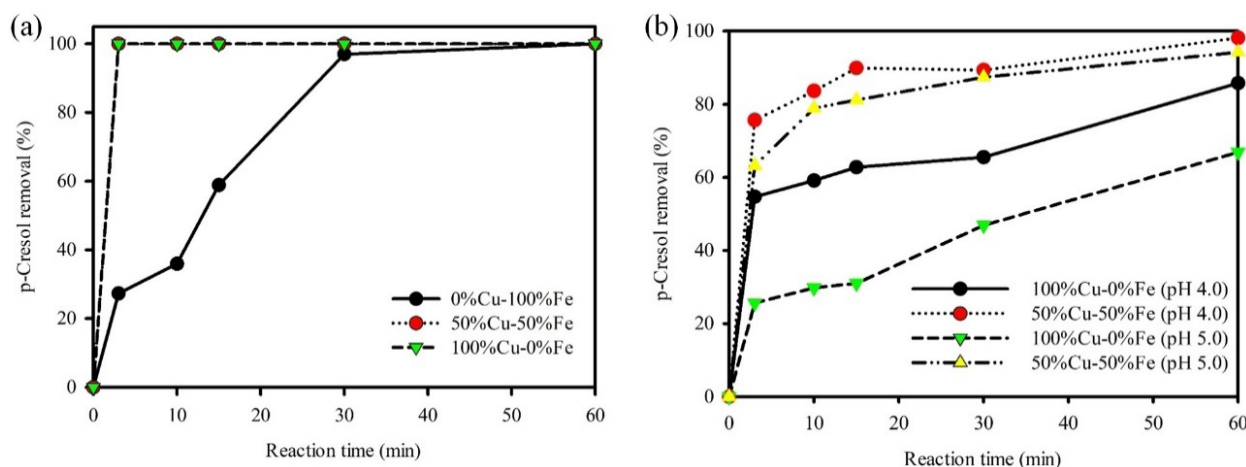 (a)
100
80
60
40
20
0
p-Cresol removal (%)
0 10 20 30 40 50 60
Reaction time (min)
0%Cu-100%Fe
50%Cu-50%Fe
100%Cu-0%Fe
(b)
100
80
60
40
20
0
p-Cresol removal (%)
0 10 20 30 40 50 60
Reaction time (min)
100%Cu-0%Fe (pH 4.0)
50%Cu-50%Fe (pH 4.0)
100%Cu-0%Fe (pH 5.0)
50%Cu-50%Fe (pH 5.0)